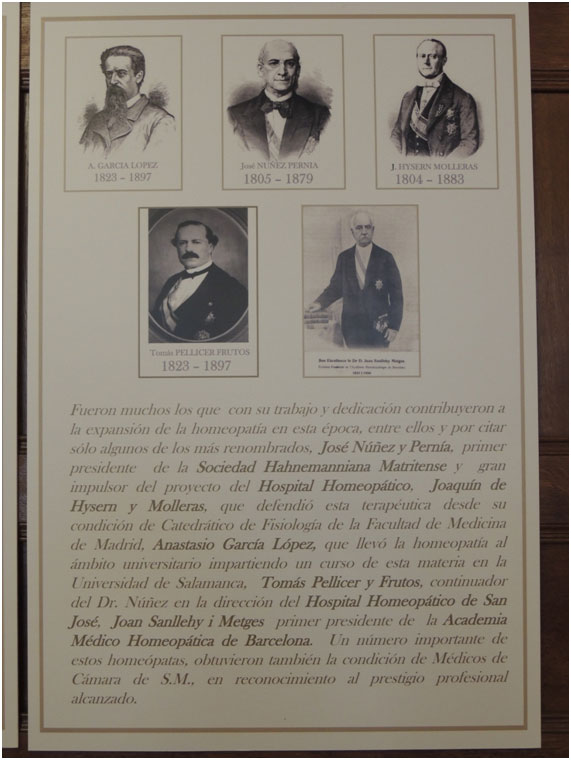 A. GARCIA LOPEZ
1823 – 1897
José NUÑEZ PERNIA
1805 – 1879
J. HYSERN MOLLERAS
1804 – 1883
Tomás PELLICER FRUTOS
1823 – 1897
Fueron muchos los que con su trabajo y dedicación contribuyeron a
la expansión de la homeopatía en esta época, entre ellos y por citar
sólo algunos de los más renombrados, José Núñez y Pernía, primer
presidente de la Sociedad Hahnemanniana Matritense y gran
impulsor del proyecto del Hospital Homeopático, Joaquín de
Hysern y Molleras, que defendió esta terapéutica desde su
condición de Catedrático de Fisiología de la Facultad de Medicina
de Madrid, Anastasio García López, que llevó la homeopatía al
ámbito universitario impartiendo un curso de esta materia en la
Universidad de Salamanca, Tomás Pellicer y Frutos, continuador
del Dr. Núñez en la dirección del Hospital Homeopático de San
José, Joan Sanllehy i Metges primer presidente de la Academia
Médico Homeopática de Barcelona. Un número importante de
estos homeópatas, obtuvieron también la condición de Médicos de
Cámara de S.M., en reconocimiento al prestigio profesional
alcanzado.